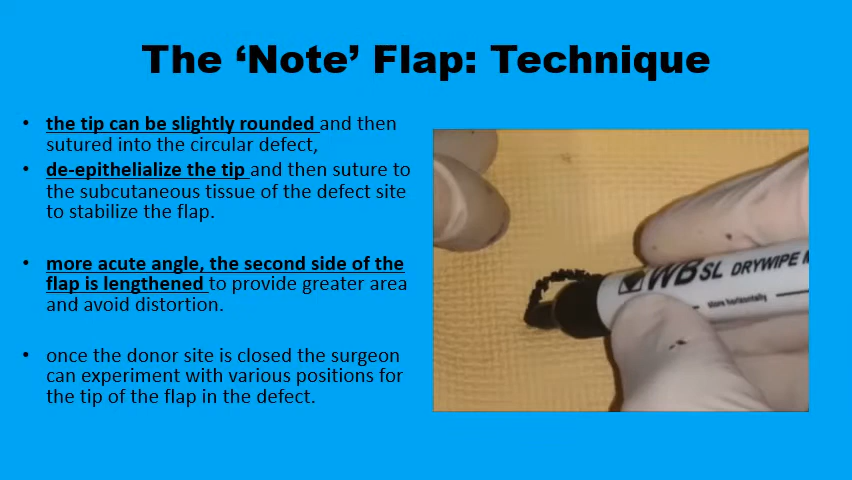 The ‘Note’ Flap: Technique
• the tip can be slightly rounded and then
sutured into the circular defect,
• de-epithelialize the tip and then suture to
the subcutaneous tissue of the defect site
to stabilize the flap.
• more acute angle, the second side of the
flap is lengthened to provide greater area
and avoid distortion.
• once the donor site is closed the surgeon
can experiment with various positions for
the tip of the flap in the defect.
WB SL DRYWIPE
store horizontally